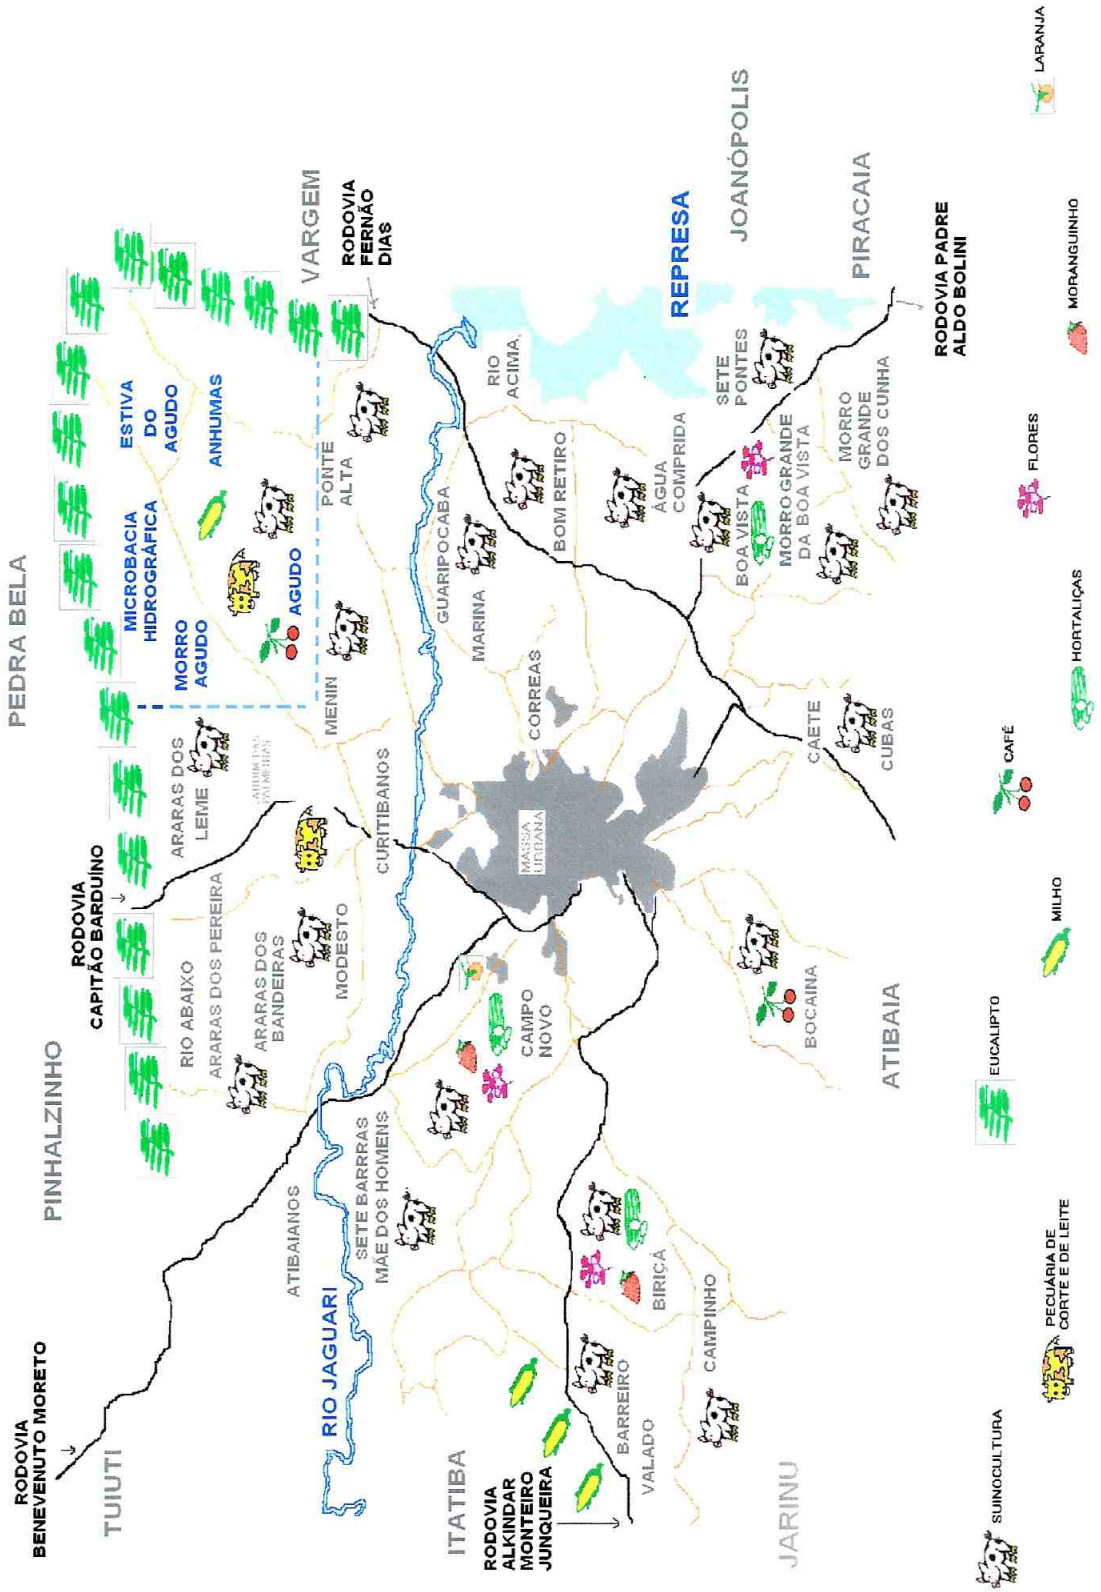 PEDRA BELA
PINHALZINHO
RODOVIA
BENEVENUTO MORETO
TUIUTI
RODOVIA
CAPITÃO BARDUÍNO
MICROBACIA
HIDROGRÁFICA
ESTIVA
DO
AGUDO
MORRO
AGUDO
ANHUMAS
ARARAS DOS
LEME
JARDIM DAS
PALMEIRAS
RIO ABAIXO
ARARAS DOS PEREIRA
ARARAS DOS
BANDEIRAS
AGUDO
VARGEM
RODOVIA
FERNÃO
DIAS
PONTE
ALTA
MENIN
MODESTO
CURITIBANOS
ATIBAIANOS
RIO JAGUARI
SETE BARRRAS
MÃE DOS HOMENS
GUARIPOCABA
MARINA
RIO
ACIMA
ITATIBA
RODOVIA
ALKINDAR
MONTEIRO
JUNQUEIRA
CAMPO
NOVO
MASSA
URBANA
CORREAS
BOM RETIRO
ÁGUA
COMPRIDA
REPRESA
JOANÓPOLIS
SETE
PONTES
BARREIRO
VALADO
BIRIÇÁ
CAMPINHO
BOA VISTA
MORRO GRANDE
DA BOA VISTA
MORRO
GRANDE
DOS CUNHA
PIRACAIA
JARINU
BOCAINA
CAETE
CUBAS
ATIBAIA
RODOVIA PADRE
ALDO BOLINI
SUINOCULTURA
PECUÁRIA DE
CORTE E DE LEITE
EUCALIPTO
MILHO
CAFÉ
HORTALIÇAS
FLORES
MORANGUINHO
LARANJA